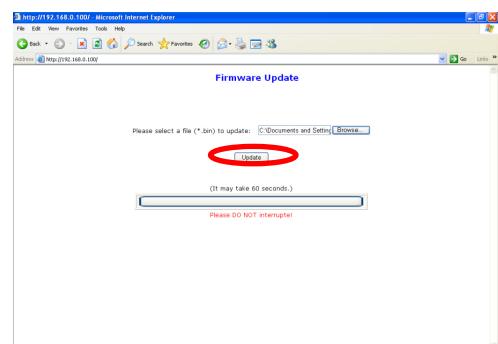 http://192.168.0.100/ - Microsoft Internet Explorer
File Edit View Favorites Tools Help
Back Search Favorites
Address http://192.168.0.100/ Go Links »
Firmware Update
Please select a file (*.bin) to update: C:\Documents and Setting Browse...
Update
(It may take 60 seconds.)
Please DO NOT interrupte!